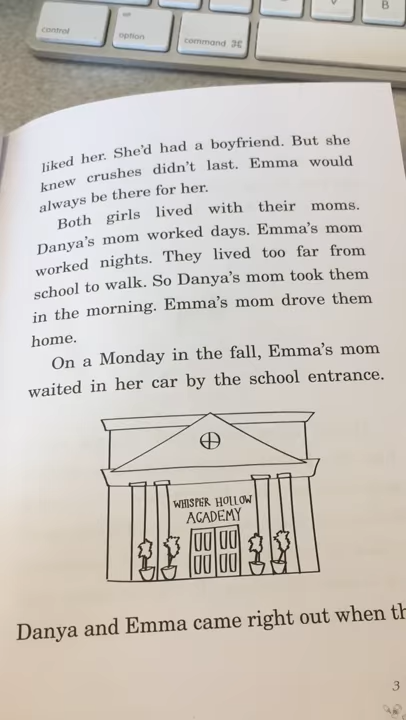 control
option
command ⌘
V
B
liked her. She'd had a boyfriend. But she
knew crushes didn't last. Emma would
always be there for her.
Both girls lived with their moms.
Danya's mom worked days. Emma's mom
worked nights. They lived too far from
school to walk. So Danya's mom took them
in the morning. Emma's mom drove them
home.
On a Monday in the fall, Emma's mom
waited in her car by the school entrance.
WHISPER HOLLOW
ACADEMY
Danya and Emma came right out when th
3